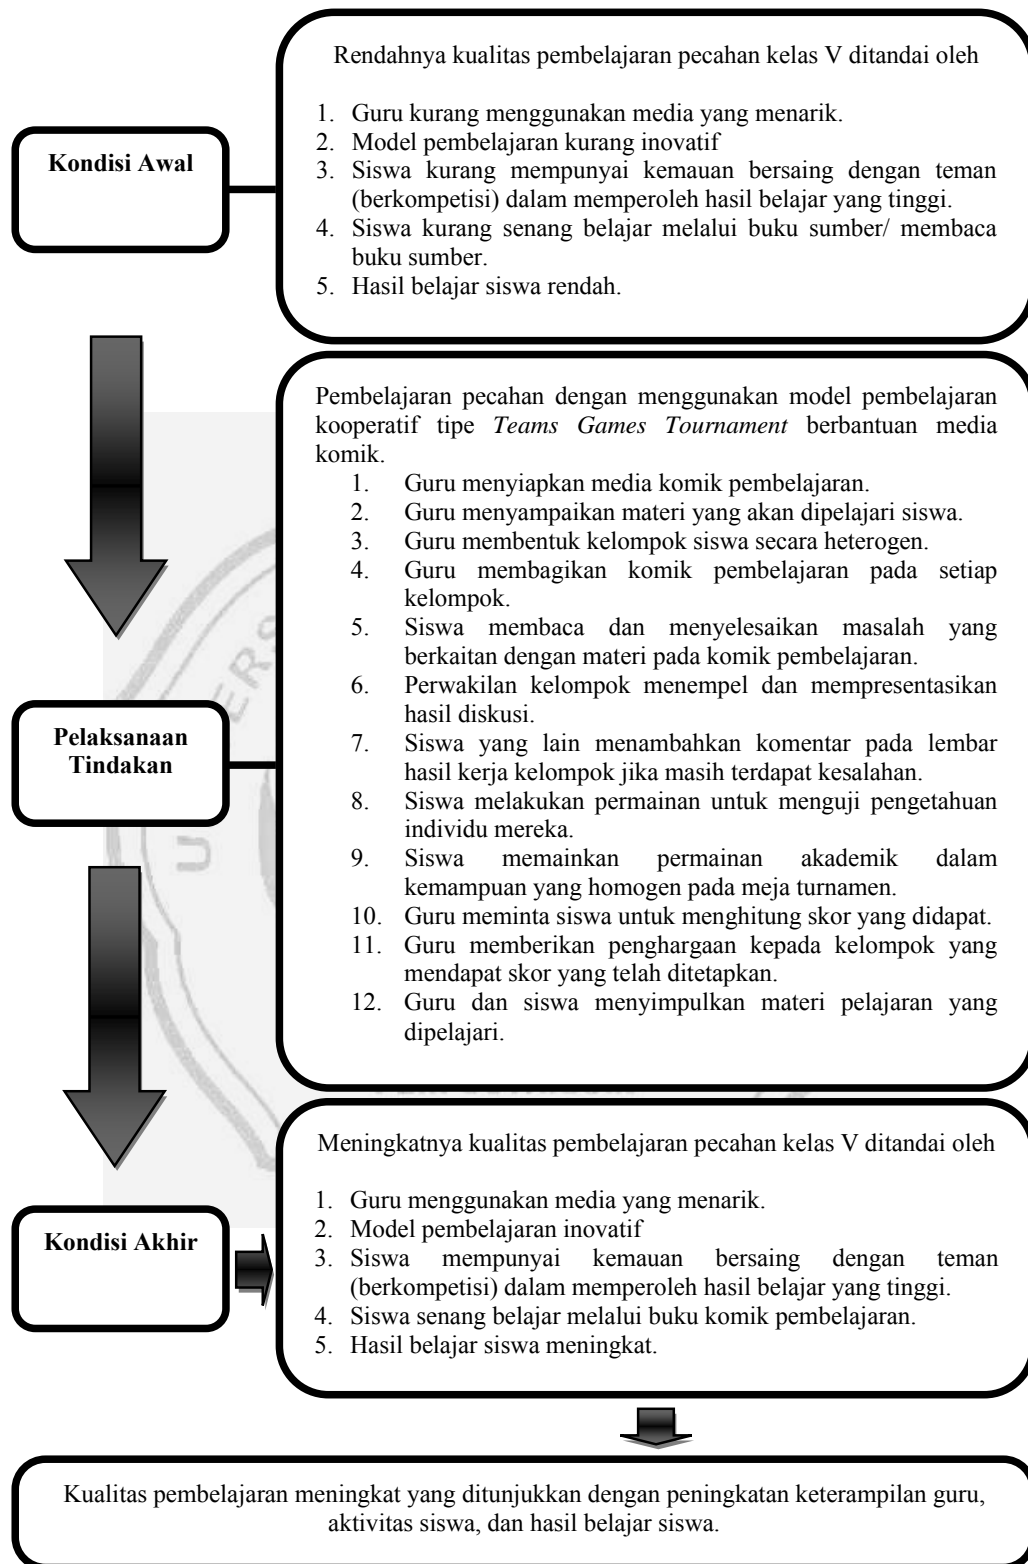 Rendahnya kualitas pembelajaran pecahan kelas V ditandai oleh
1. Guru kurang menggunakan media yang menarik.
2. Model pembelajaran kurang inovatif
3. Siswa kurang mempunyai kemauan bersaing dengan teman
(berkompetisi) dalam memperoleh hasil belajar yang tinggi.
4. Siswa kurang senang belajar melalui buku sumber/ membaca
buku sumber.
5. Hasil belajar siswa rendah.
Kondisi Awal
Pembelajaran pecahan dengan menggunakan model pembelajaran
kooperatif tipe Teams Games Tournament berbantuan media
komik.
1. Guru menyiapkan media komik pembelajaran.
2. Guru menyampaikan materi yang akan dipelajari siswa.
3. Guru membentuk kelompok siswa secara heterogen.
4. Guru membagikan komik pembelajaran pada setiap
kelompok.
5. Siswa membaca dan menyelesaikan masalah yang
berkaitan dengan materi pada komik pembelajaran.
6. Perwakilan kelompok menempel dan mempresentasikan
hasil diskusi.
7. Siswa yang lain menambahkan komentar pada lembar
hasil kerja kelompok jika masih terdapat kesalahan.
8. Siswa melakukan permainan untuk menguji pengetahuan
individu mereka.
9. Siswa memainkan permainan akademik dalam
kemampuan yang homogen pada meja turnamen.
10. Guru meminta siswa untuk menghitung skor yang didapat.
11. Guru memberikan penghargaan kepada kelompok yang
mendapat skor yang telah ditetapkan.
12. Guru dan siswa menyimpulkan materi pelajaran yang
dipelajari.
Pelaksanaan
Tindakan
Meningkatnya kualitas pembelajaran pecahan kelas V ditandai oleh
1. Guru menggunakan media yang menarik.
2. Model pembelajaran inovatif
3. Siswa mempunyai kemauan bersaing dengan teman
(berkompetisi) dalam memperoleh hasil belajar yang tinggi.
4. Siswa senang belajar melalui buku komik pembelajaran.
5. Hasil belajar siswa meningkat.
Kondisi Akhir
Kualitas pembelajaran meningkat yang ditunjukkan dengan peningkatan keterampilan guru,
aktivitas siswa, dan hasil belajar siswa.